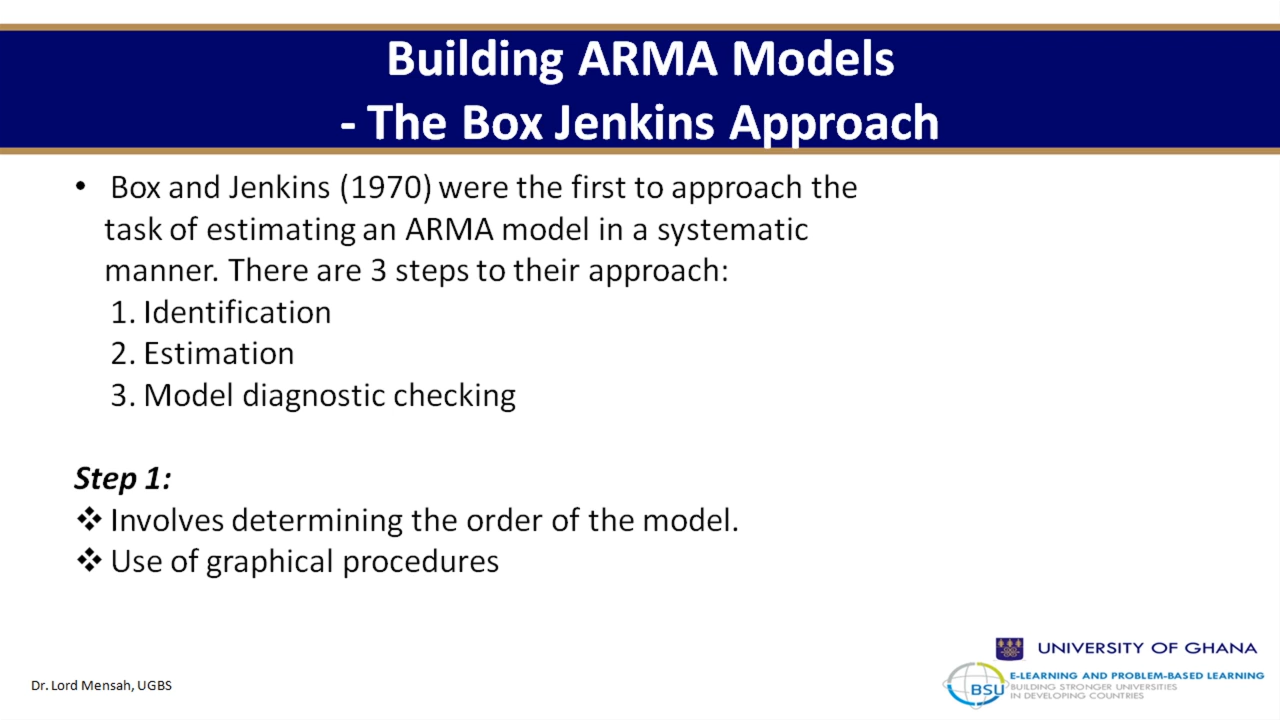 Building ARMA Models
- The Box Jenkins Approach
• Box and Jenkins (1970) were the first to approach the
task of estimating an ARMA model in a systematic
manner. There are 3 steps to their approach:
1. Identification
2. Estimation
3. Model diagnostic checking
Step 1:
❖ Involves determining the order of the model.
❖ Use of graphical procedures
Dr. Lord Mensah, UGBS
UNIVERSITY OF GHANA
BSU
E-LEARNING AND PROBLEM-BASED LEARNING
BUILDING STRONGER UNIVERSITIES
IN DEVELOPING COUNTRIES